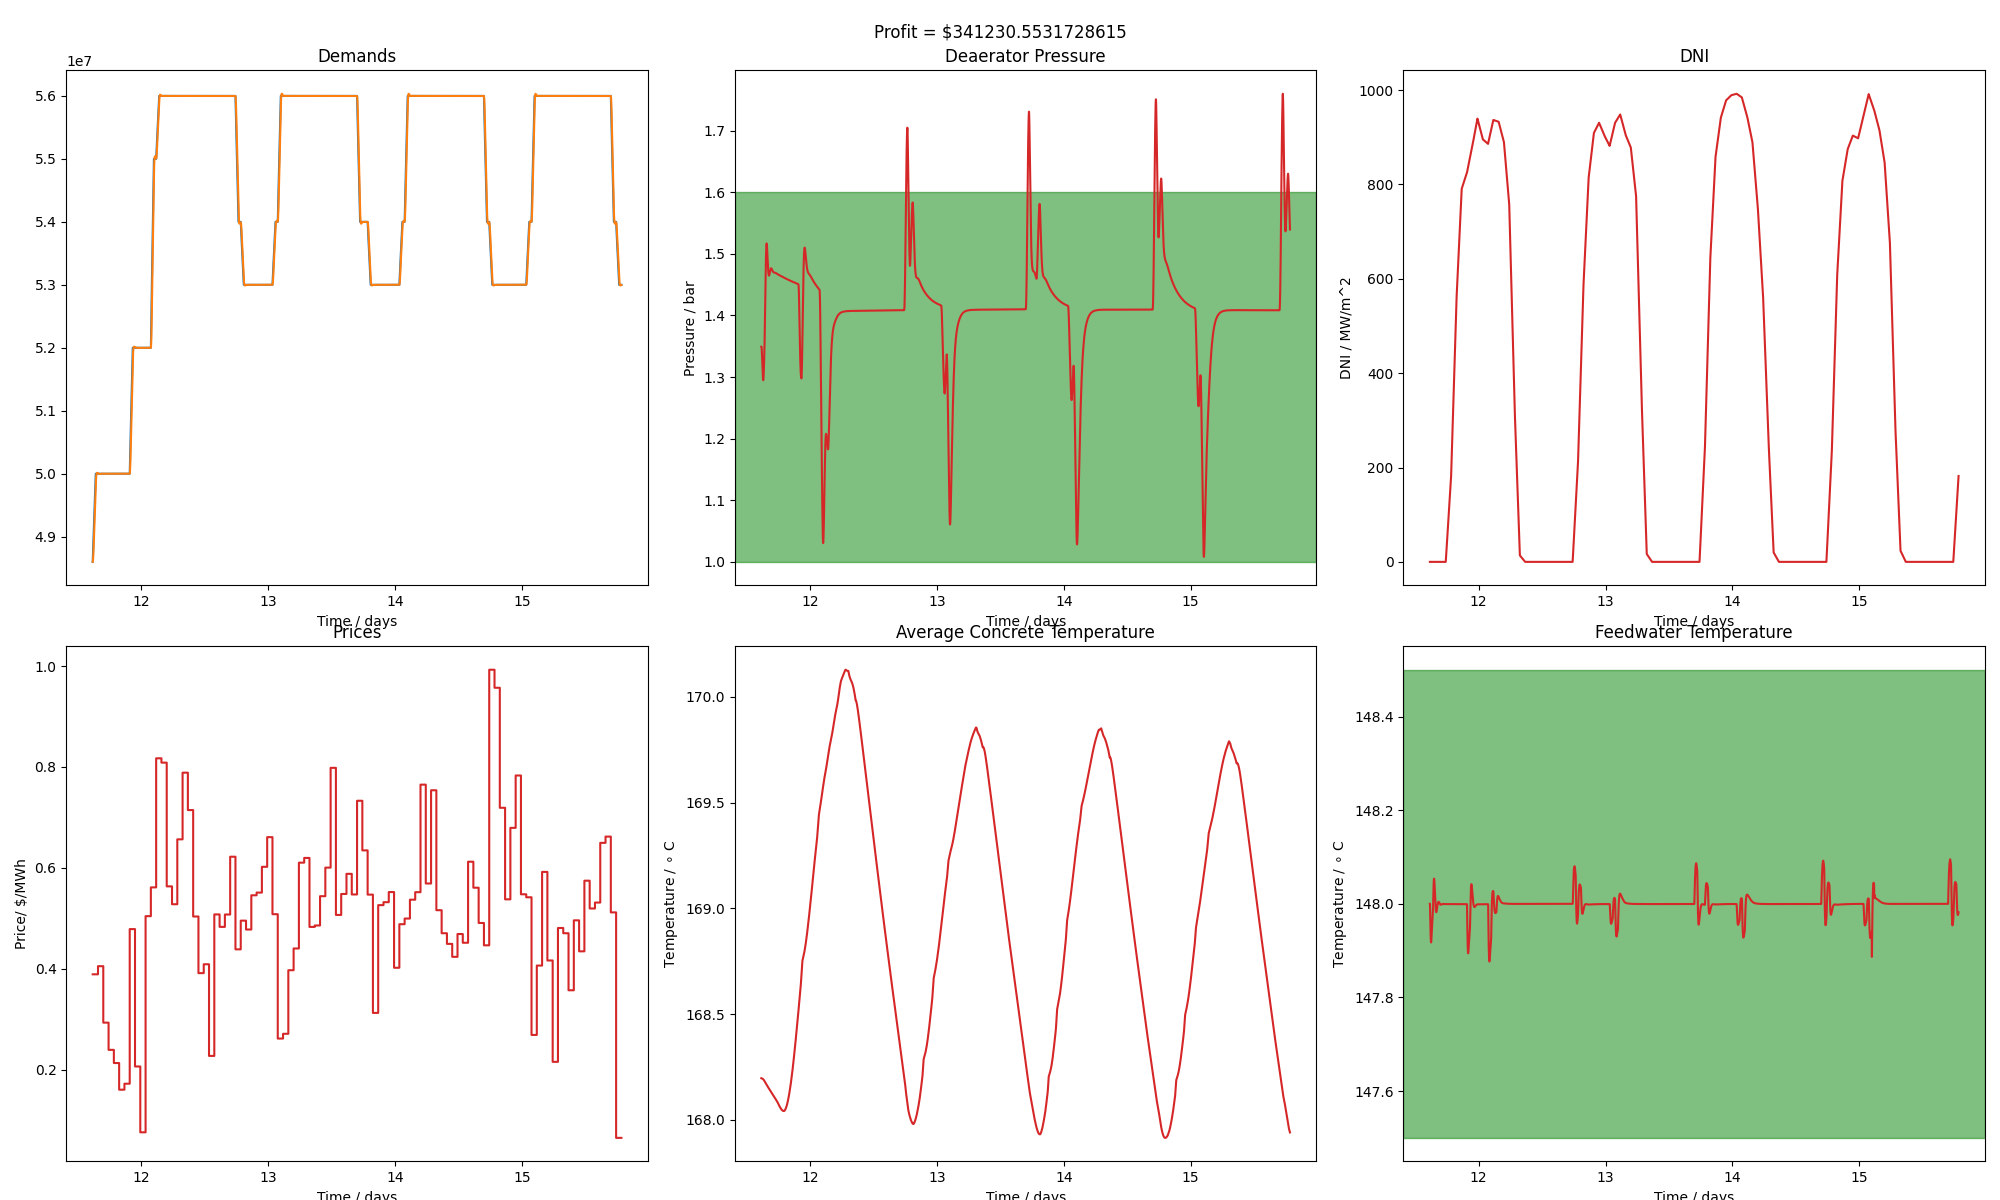 Profit = $341230.5531728615
Demands
1e7
5.6
5.5
5.4
5.3
5.2
5.1
5.0
4.9
12 13 14 15
Time / days
Deaerator Pressure
Pressure / bar
1.7
1.6
1.5
1.4
1.3
1.2
1.1
1.0
12 13 14 15
Time / days
DNI
DNI / MW/m^2
1000
800
600
400
200
0
12 13 14 15
Time / days
Prices
Price/ $/MWh
1.0
0.8
0.6
0.4
0.2
12 13 14 15
Time / days
Average Concrete Temperature
Temperature / ∘ C
170.0
169.5
169.0
168.5
168.0
12 13 14 15
Time / days
Feedwater Temperature
Temperature / ∘ C
148.4
148.2
148.0
147.8
147.6
12 13 14 15
Time / days